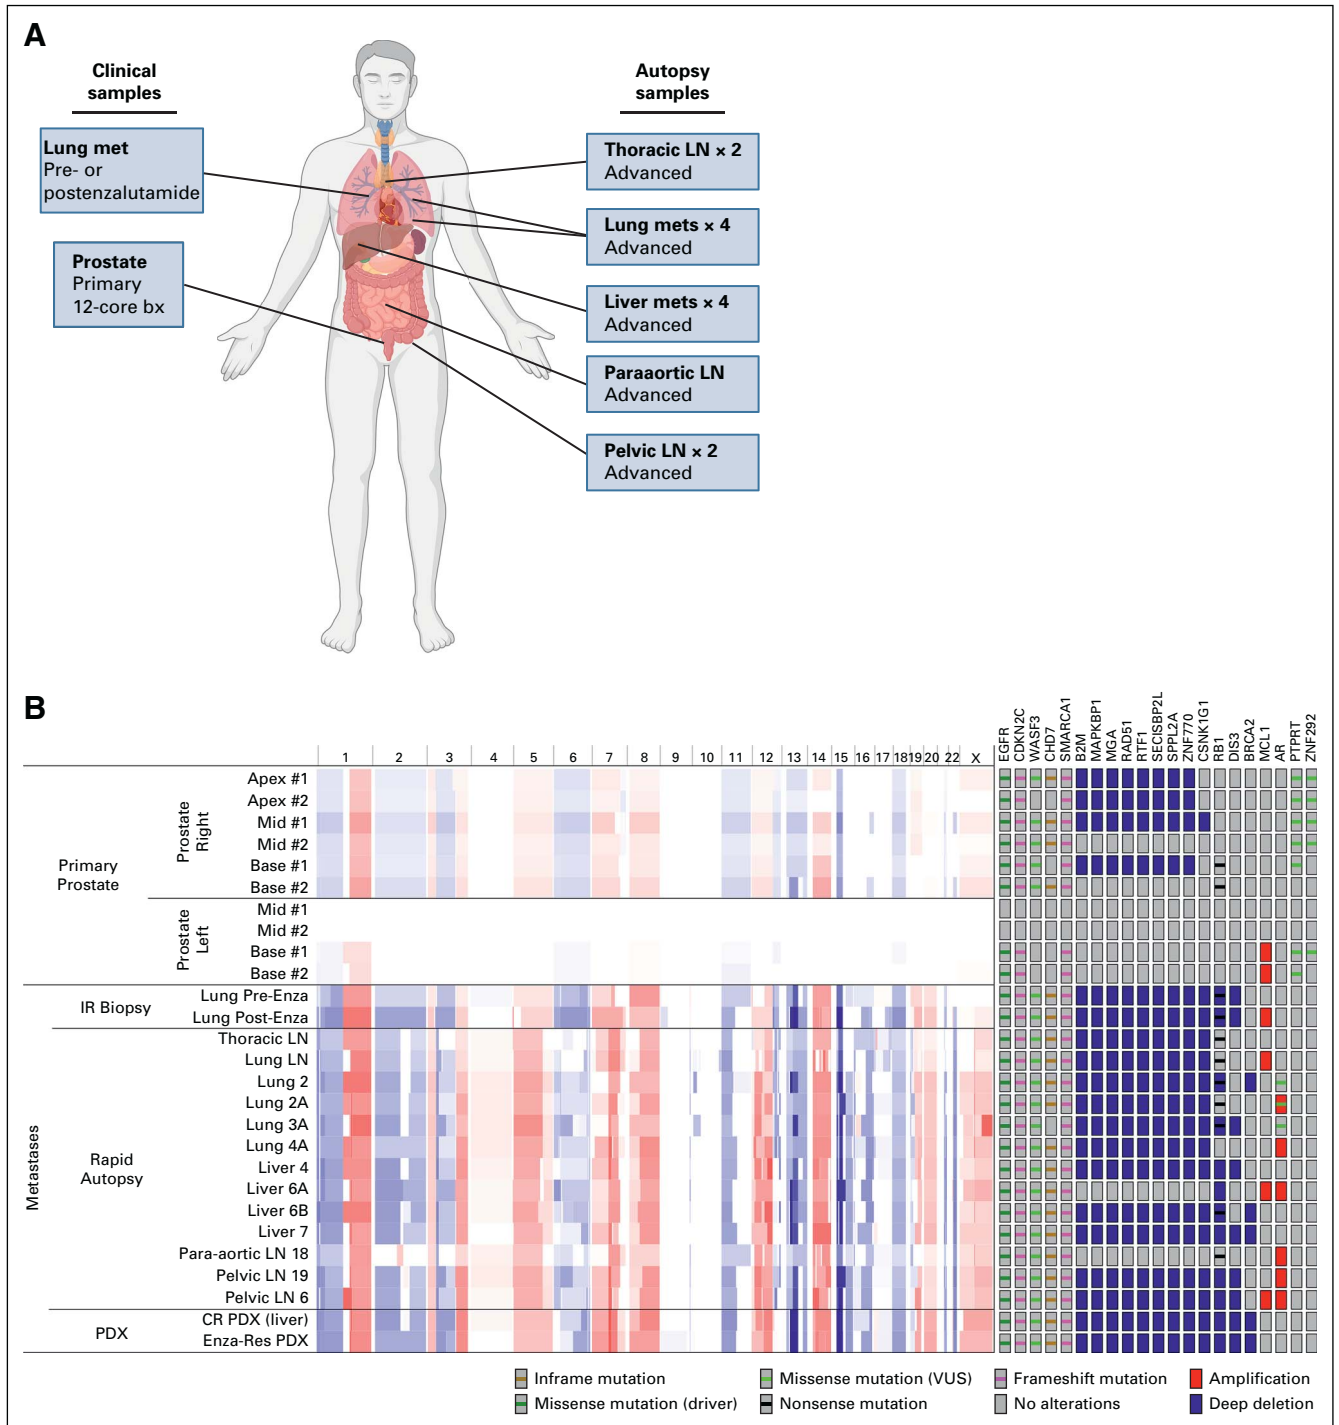 A
Clinical
samples
Autopsy
samples
Lung met
Pre- or
postenzalutamide
Prostate
Primary
12-core bx
Thoracic LN × 2
Advanced
Lung mets × 4
Advanced
Liver mets × 4
Advanced
Paraaortic LN
Advanced
Pelvic LN × 2
Advanced
B
1 2 3 4 5 6 7 8 9 10 11 12 13 14 15 16 17 18 19 20 22 X
EGFR
CDKN2C
WASF3
CHD7
SMARCA1
B2M
MAPKBP1
MGA
RAD51
RTF1
SECISBP2L
SPPL2A
ZNF770
CSNK1G1
RB1
DIS3
BRCA2
MCL1
AR
PTPRT
ZNF292
Primary
Prostate
Prostate
Right
Apex #1
Apex #2
Mid #1
Mid #2
Base #1
Base #2
Prostate
Left
Mid #1
Mid #2
Base #1
Base #2
Metastases
IR Biopsy
Lung Pre-Enza
Lung Post-Enza
Rapid
Autopsy
Thoracic LN
Lung LN
Lung 2
Lung 2A
Lung 3A
Lung 4A
Liver 4
Liver 6A
Liver 6B
Liver 7
Para-aortic LN 18
Pelvic LN 19
Pelvic LN 6
PDX
CR PDX (liver)
Enza-Res PDX
Inframe mutation
Missense mutation (VUS)
Frameshift mutation
Amplification
Missense mutation (driver)
Nonsense mutation
No alterations
Deep deletion